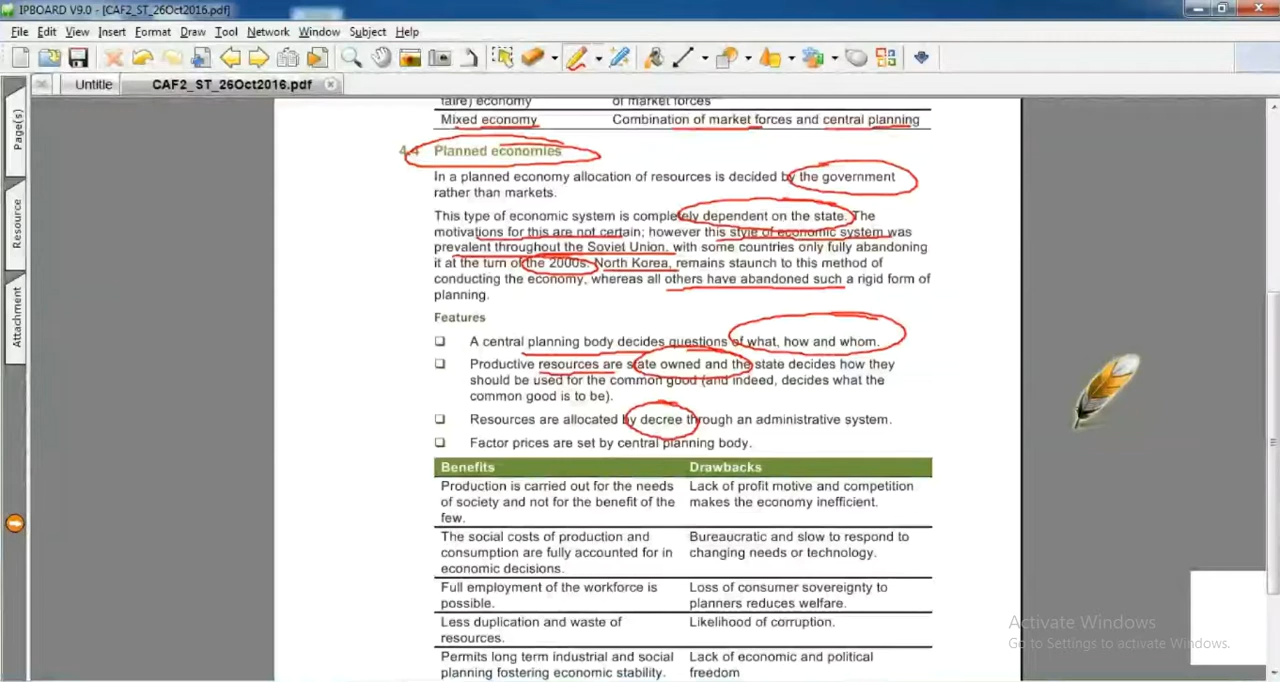 IPBOARD V9.0 - [CAF2_ST_26Oct2016.pdf]
File Edit View Insert Format Draw Tool Network Window Subject Help
Untitle CAF2_ST_26Oct2016.pdf
Page(s)
Resource
Attachment
faire) economy of market forces
Mixed economy Combination of market forces and central planning
4.4 Planned economies
In a planned economy allocation of resources is decided by the government
rather than markets.
This type of economic system is completely dependent on the state. The
motivations for this are not certain; however this style of economic system was
prevalent throughout the Soviet Union, with some countries only fully abandoning
it at the turn of the 2000s. North Korea, remains staunch to this method of
conducting the economy, whereas all others have abandoned such a rigid form of
planning.
Features
A central planning body decides questions of what, how and whom.
Productive resources are state owned and the state decides how they
should be used for the common good (and indeed, decides what the
common good is to be).
Resources are allocated by decree through an administrative system.
Factor prices are set by central planning body.
Benefits Drawbacks
Production is carried out for the needs Lack of profit motive and competition
of society and not for the benefit of the makes the economy inefficient.
few.
The social costs of production and Bureaucratic and slow to respond to
consumption are fully accounted for in changing needs or technology.
economic decisions.
Full employment of the workforce is Loss of consumer sovereignty to
possible. planners reduces welfare.
Less duplication and waste of Likelihood of corruption.
resources.
Permits long term industrial and social Lack of economic and political
planning fostering economic stability. freedom
Activate Windows
Go to Settings to activate Windows.